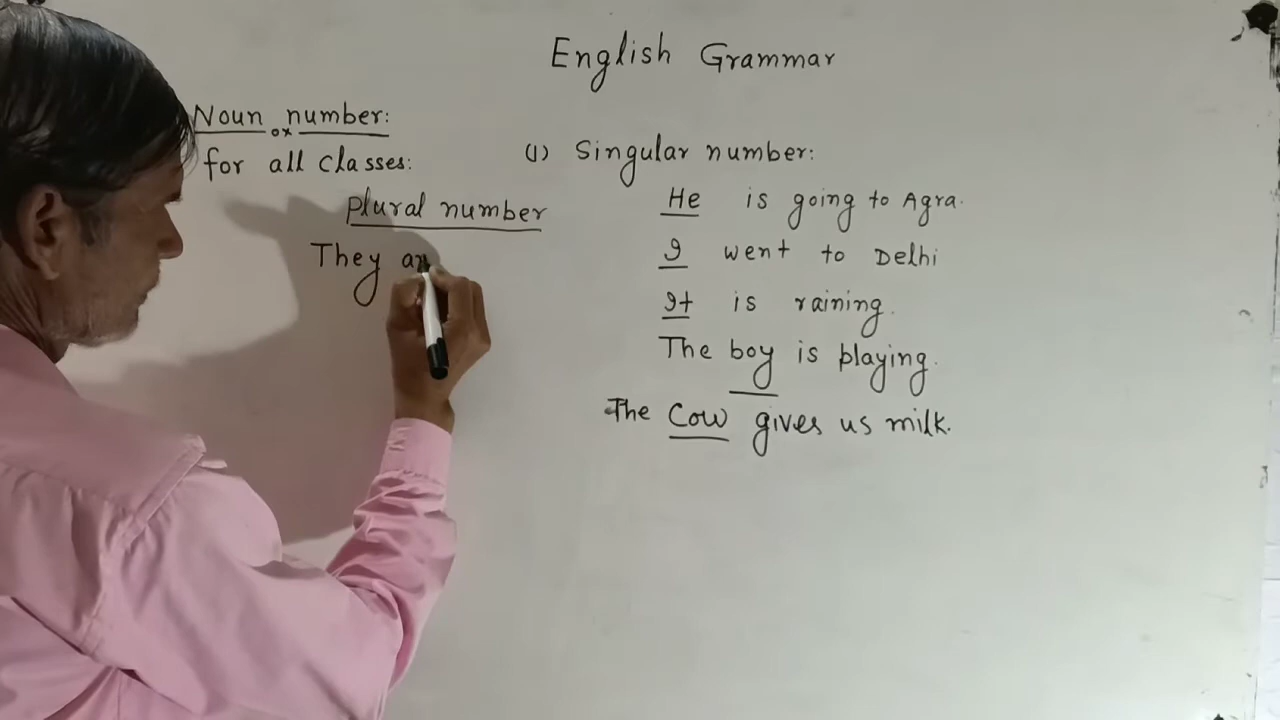 English Grammar
Noun number:
or
for all classes:
plural number
They ar
(1) Singular number:
He is going to Agra.
I went to Delhi
It is raining.
The boy is playing.
The Cow gives us milk.